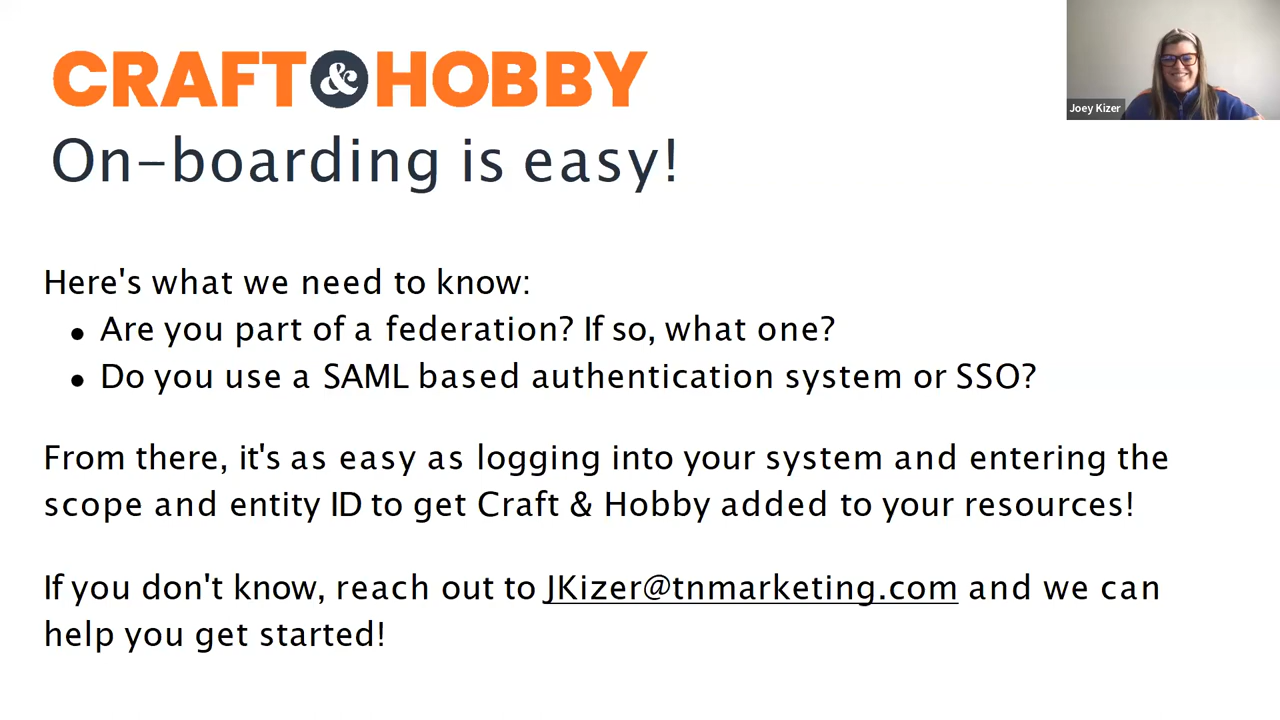 CRAFT & HOBBY
Joey Kizer
On-boarding is easy!
Here's what we need to know:
• Are you part of a federation? If so, what one?
• Do you use a SAML based authentication system or SSO?
From there, it's as easy as logging into your system and entering the
scope and entity ID to get Craft & Hobby added to your resources!
If you don't know, reach out to JKizer@tnmarketing.com and we can
help you get started!